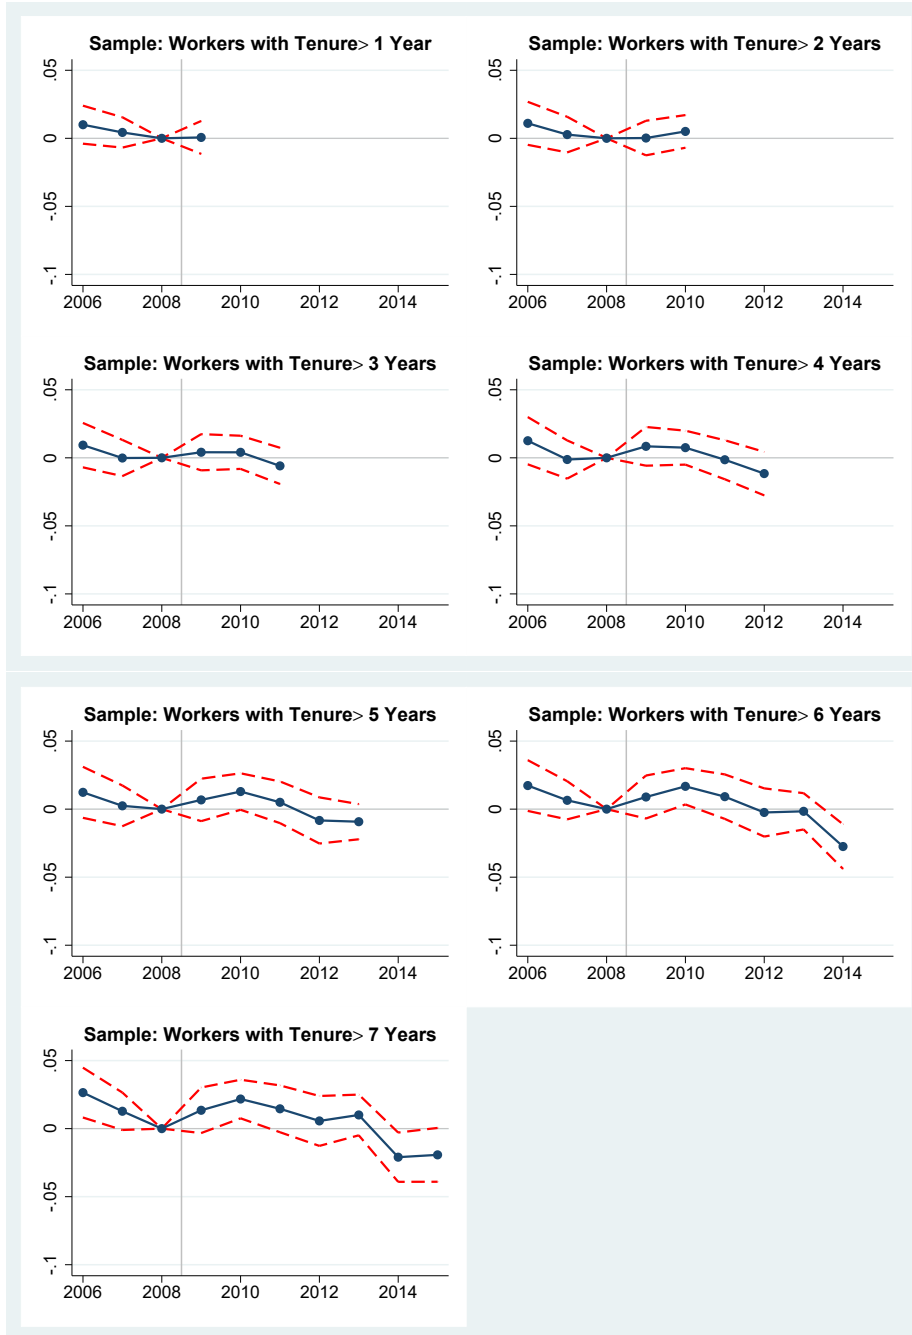 Sample: Workers with Tenure> 1 Year
.05
0
-.05
-.1
2006 2008 2010 2012 2014
Sample: Workers with Tenure> 2 Years
.05
0
-.05
-.1
2006 2008 2010 2012 2014
Sample: Workers with Tenure> 3 Years
.05
0
-.05
-.1
2006 2008 2010 2012 2014
Sample: Workers with Tenure> 4 Years
.05
0
-.05
-.1
2006 2008 2010 2012 2014
Sample: Workers with Tenure> 5 Years
.05
0
-.05
-.1
2006 2008 2010 2012 2014
Sample: Workers with Tenure> 6 Years
.05
0
-.05
-.1
2006 2008 2010 2012 2014
Sample: Workers with Tenure> 7 Years
.05
0
-.05
-.1
2006 2008 2010 2012 2014